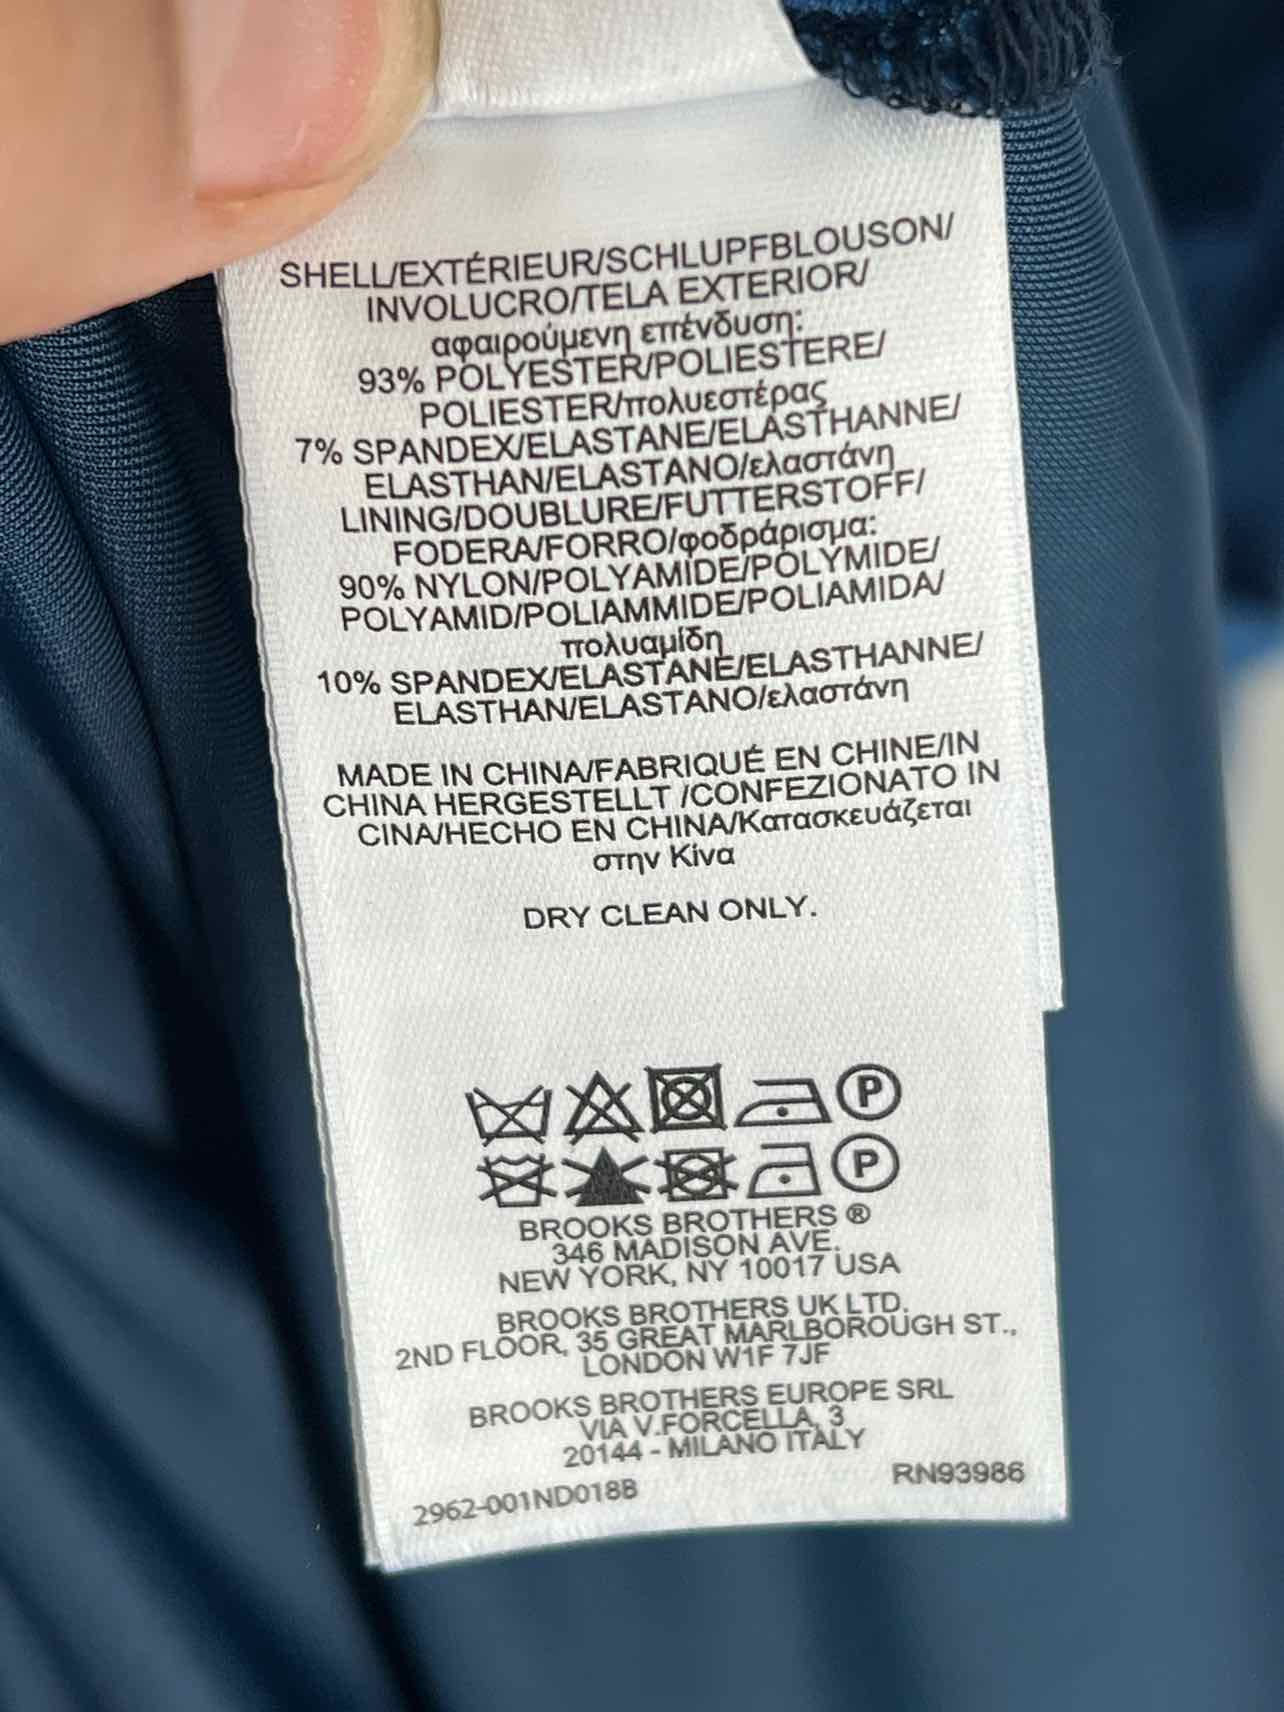 SHELL/EXTÉRIEUR/SCHLUPFBLOUSON/
INVOLUCRO/TELA EXTERIOR/
αφαιρούμενη επένδυση:
93% POLYESTER/POLIESTERE/
POLIESTER/πολυεστέρας
7% SPANDEX/ELASTANE/ELASTHANNE/
ELASTHAN/ELASTANO/ελαστάνη
LINING/DOUBLURE/FUTTERSTOFF/
FODERA/FORRO/φοδράρισμα:
90% NYLON/POLYAMIDE/POLYMIDE/
POLYAMID/POLIAMMIDE/POLIAMIDA/
πολυαμίδη
10% SPANDEX/ELASTANE/ELASTHANNE/
ELASTHAN/ELASTANO/ελαστάνη
MADE IN CHINA/FABRIQUÉ EN CHINE/IN
CHINA HERGESTELLT /CONFEZIONATO IN
CINA/HECHO EN CHINA/Κατασκευάζεται
στην Κίνα
DRY CLEAN ONLY.
P
P
BROOKS BROTHERS ®
346 MADISON AVE.
NEW YORK, NY 10017 USA
BROOKS BROTHERS UK LTD.
2ND FLOOR, 35 GREAT MARLBOROUGH ST.,
LONDON W1F 7JF
BROOKS BROTHERS EUROPE SRL
VIA V.FORCELLA, 3
20144 - MILANO ITALY
RN93986
2962-001ND018B